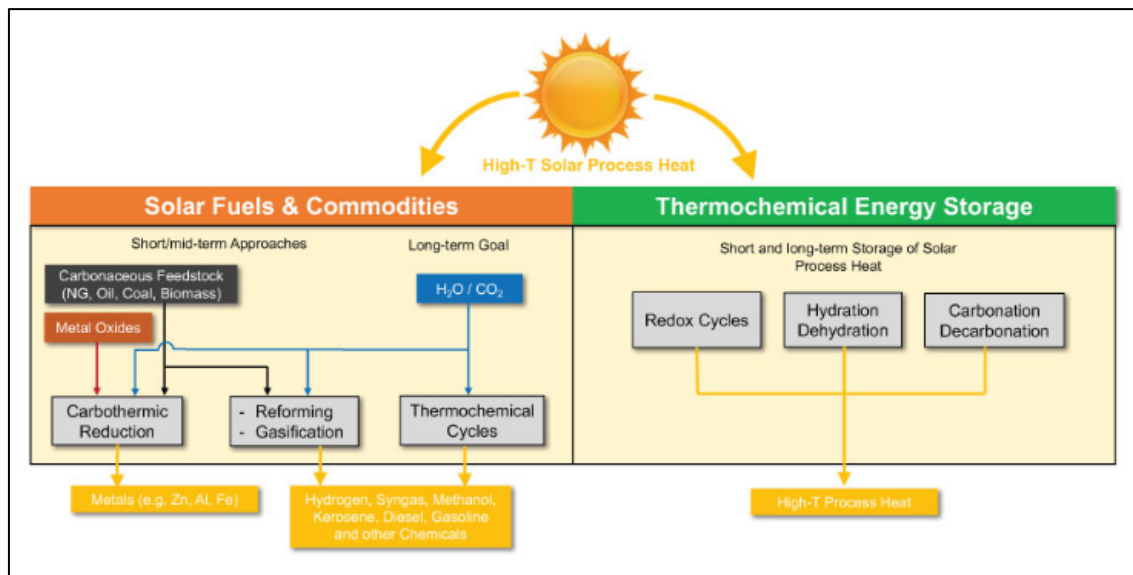 High-T Solar Process Heat
Solar Fuels & Commodities
Thermochemical Energy Storage
Short/mid-term Approaches
Long-term Goal
Carbonaceous Feedstock
(NG, Oil, Coal, Biomass)
H₂O / CO₂
Metal Oxides
Carbothermic
Reduction
- Reforming
- Gasification
Thermochemical
Cycles
Metals (e.g. Zn, Al, Fe)
Hydrogen, Syngas, Methanol,
Kerosene, Diesel, Gasoline
and other Chemicals
Short and long-term Storage of Solar
Process Heat
Redox Cycles
Hydration
Dehydration
Carbonation
Decarbonation
High-T Process Heat